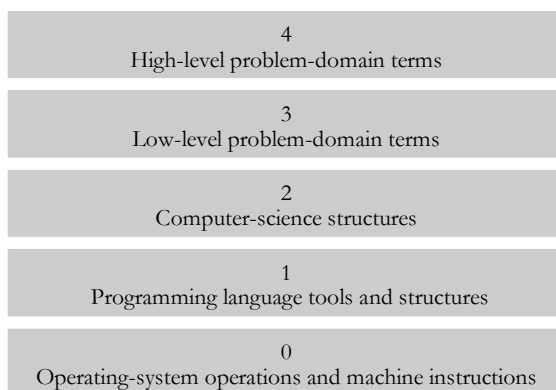 4
High-level problem-domain terms
3
Low-level problem-domain terms
2
Computer-science structures
1
Programming language tools and structures
0
Operating-system operations and machine instructions